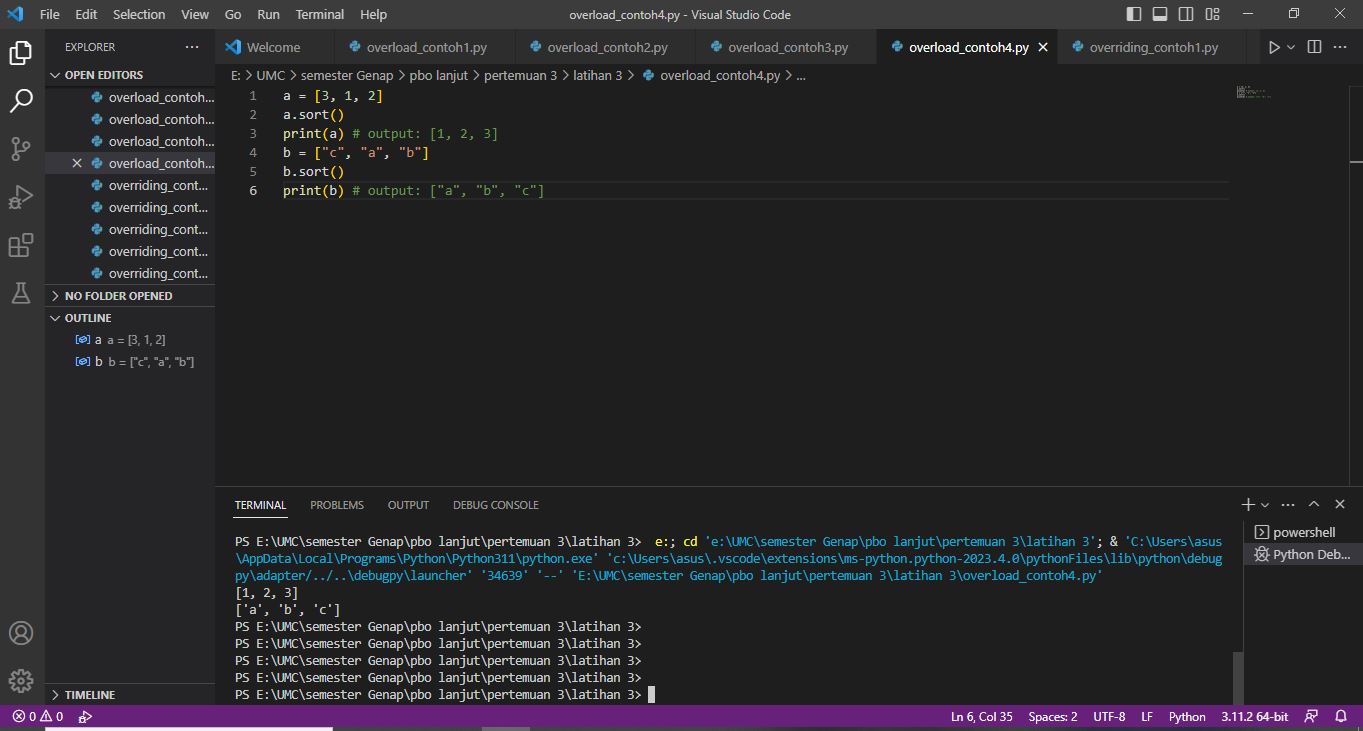 File Edit Selection View Go Run Terminal Help overload_contoh4.py - Visual Studio Code
EXPLORER
OPEN EDITORS
overload_contoh...
overload_contoh...
overload_contoh...
overload_contoh...
overriding_cont...
overriding_cont...
overriding_cont...
overriding_cont...
overriding_cont...
NO FOLDER OPENED
OUTLINE
a a = [3, 1, 2]
b b = ["c", "a", "b"]
TIMELINE
Welcome overload_contoh1.py overload_contoh2.py overload_contoh3.py overload_contoh4.py overriding_contoh1.py
E: > UMC > semester Genap > pbo lanjut > pertemuan 3 > latihan 3 > overload_contoh4.py > ...
1 a = [3, 1, 2]
2 a.sort()
3 print(a) # output: [1, 2, 3]
4 b = ["c", "a", "b"]
5 b.sort()
6 print(b) # output: ["a", "b", "c"]
TERMINAL PROBLEMS OUTPUT DEBUG CONSOLE
PS E:\UMC\semester Genap\pbo lanjut\pertemuan 3\latihan 3> e:; cd 'e:\UMC\semester Genap\pbo lanjut\pertemuan 3\latihan 3'; & 'C:\Users\asus
\AppData\Local\Programs\Python\Python311\python.exe' 'c:\Users\asus\.vscode\extensions\ms-python.python-2023.4.0\pythonFiles\lib\python\debug
py\adapter/../..\debugpy\launcher' '34639' '--' 'E:\UMC\semester Genap\pbo lanjut\pertemuan 3\latihan 3\overload_contoh4.py'
[1, 2, 3]
['a', 'b', 'c']
PS E:\UMC\semester Genap\pbo lanjut\pertemuan 3\latihan 3>
PS E:\UMC\semester Genap\pbo lanjut\pertemuan 3\latihan 3>
PS E:\UMC\semester Genap\pbo lanjut\pertemuan 3\latihan 3>
PS E:\UMC\semester Genap\pbo lanjut\pertemuan 3\latihan 3>
PS E:\UMC\semester Genap\pbo lanjut\pertemuan 3\latihan 3>
powershell
Python Deb...
0 0 Ln 6, Col 35 Spaces: 2 UTF-8 LF Python 3.11.2 64-bit